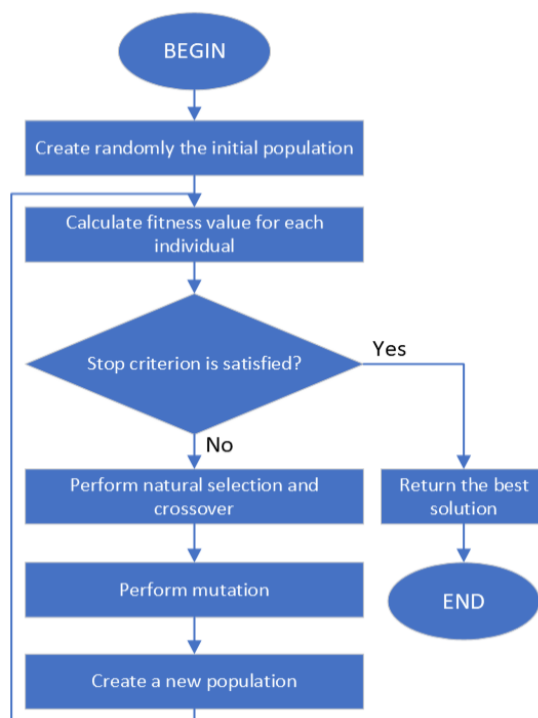 BEGIN
Create randomly the initial population
Calculate fitness value for each
individual
Stop criterion is satisfied?
Yes
No
Perform natural selection and
crossover
Return the best
solution
Perform mutation
END
Create a new population